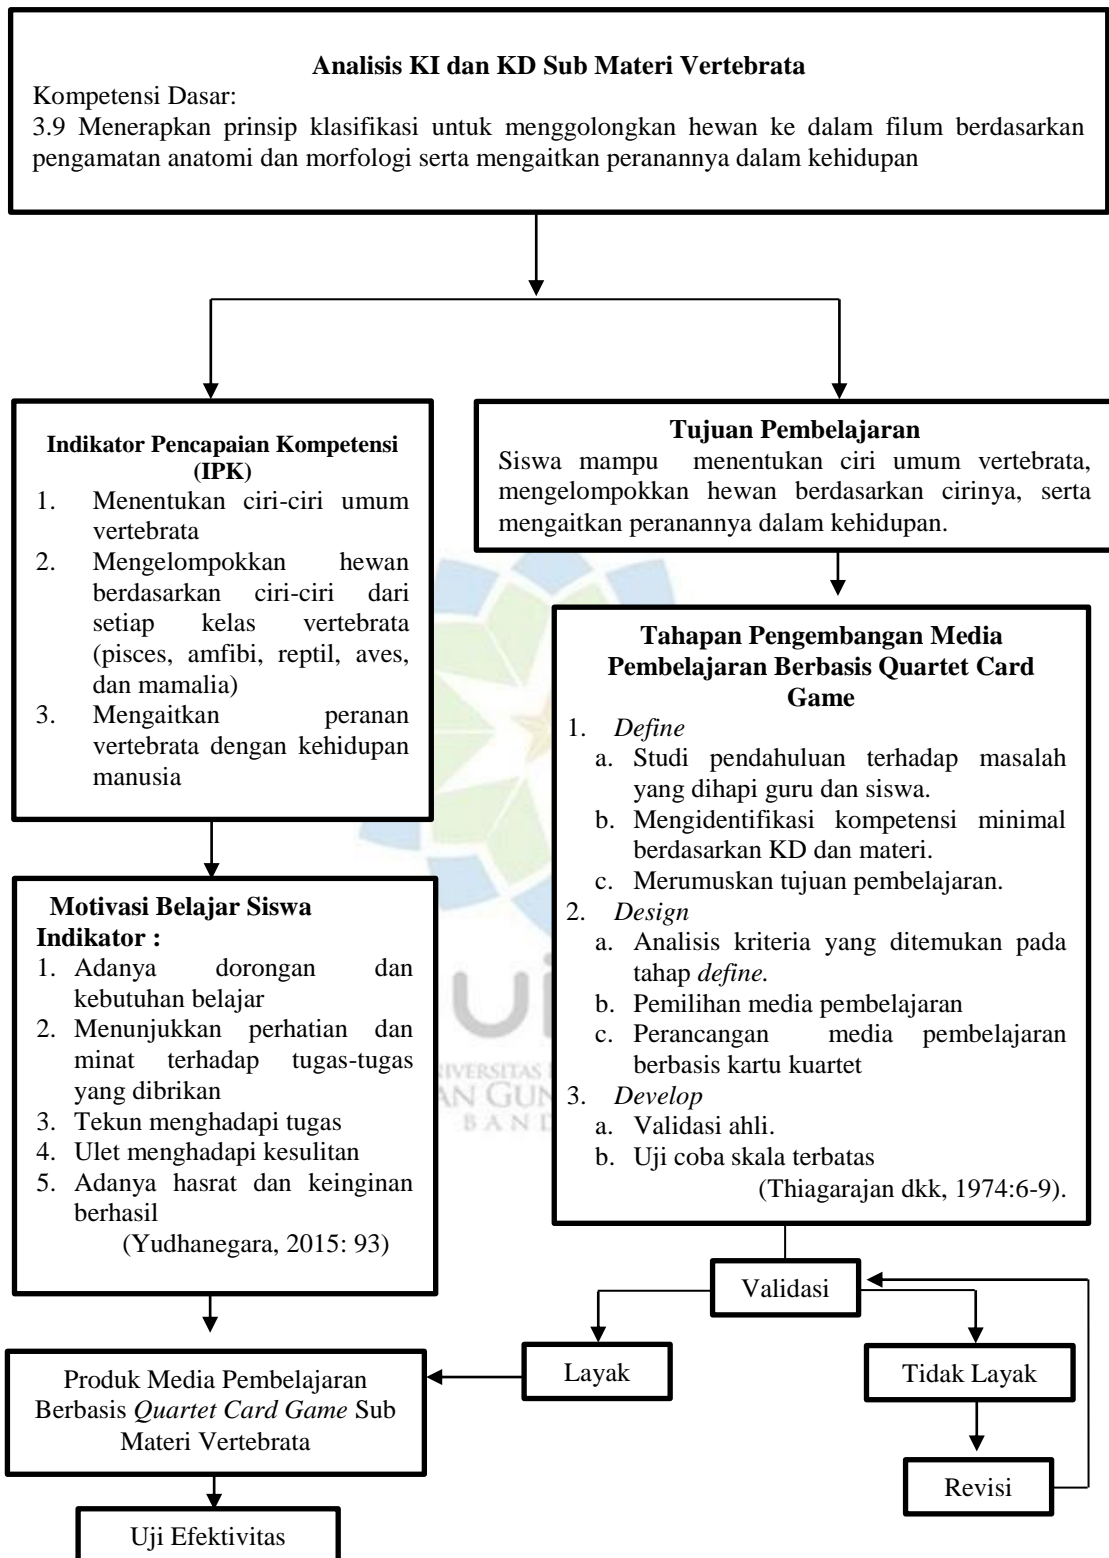 Analisis KI dan KD Sub Materi Vertebrata
Kompetensi Dasar:
3.9 Menerapkan prinsip klasifikasi untuk menggolongkan hewan ke dalam filum berdasarkan
pengamatan anatomi dan morfologi serta mengaitkan peranannya dalam kehidupan
Indikator Pencapaian Kompetensi
(IPK)
1. Menentukan ciri-ciri umum
vertebrata
2. Mengelompokkan hewan
berdasarkan ciri-ciri dari
setiap kelas vertebrata
(pisces, amfibi, reptil, aves,
dan mamalia)
3. Mengaitkan peranan
vertebrata dengan kehidupan
manusia
Tujuan Pembelajaran
Siswa mampu menentukan ciri umum vertebrata,
mengelompokkan hewan berdasarkan cirinya, serta
mengaitkan peranannya dalam kehidupan.
Tahapan Pengembangan Media
Pembelajaran Berbasis Quartet Card
Game
1. Define
a. Studi pendahuluan terhadap masalah
yang dihapi guru dan siswa.
b. Mengidentifikasi kompetensi minimal
berdasarkan KD dan materi.
c. Merumuskan tujuan pembelajaran.
2. Design
a. Analisis kriteria yang ditemukan pada
tahap define.
b. Pemilihan media pembelajaran
c. Perancangan media pembelajaran
berbasis kartu kuartet
3. Develop
a. Validasi ahli.
b. Uji coba skala terbatas
(Thiagarajan dkk, 1974:6-9).
Motivasi Belajar Siswa
Indikator :
1. Adanya dorongan dan
kebutuhan belajar
2. Menunjukkan perhatian dan
minat terhadap tugas-tugas
yang dibrikan
3. Tekun menghadapi tugas
4. Ulet menghadapi kesulitan
5. Adanya hasrat dan keinginan
berhasil
(Yudhanegara, 2015: 93)
Validasi
Layak
Tidak Layak
Revisi
Produk Media Pembelajaran
Berbasis Quartet Card Game Sub
Materi Vertebrata
Uji Efektivitas